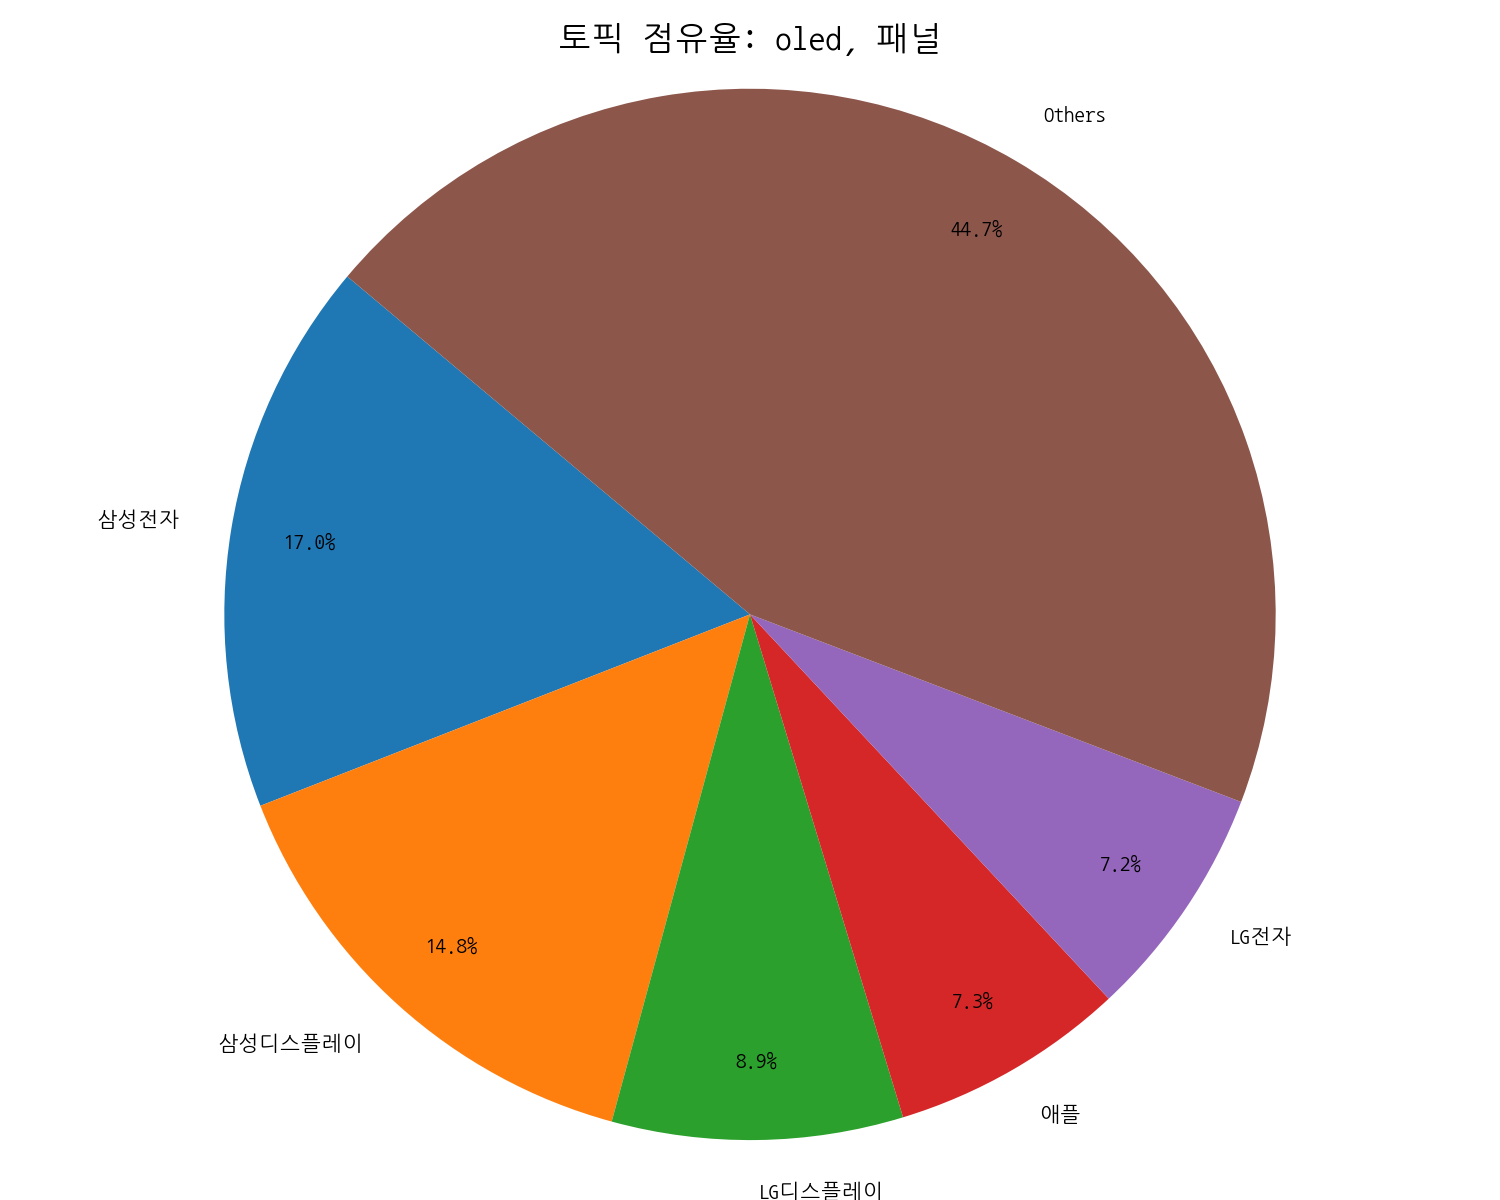 토픽 점유율: oled, 패널
Others
44.7%
삼성전자
17.0%
7.2%
LG전자
14.8%
7.3%
삼성디스플레이
8.9%
애플
LG디스플레이